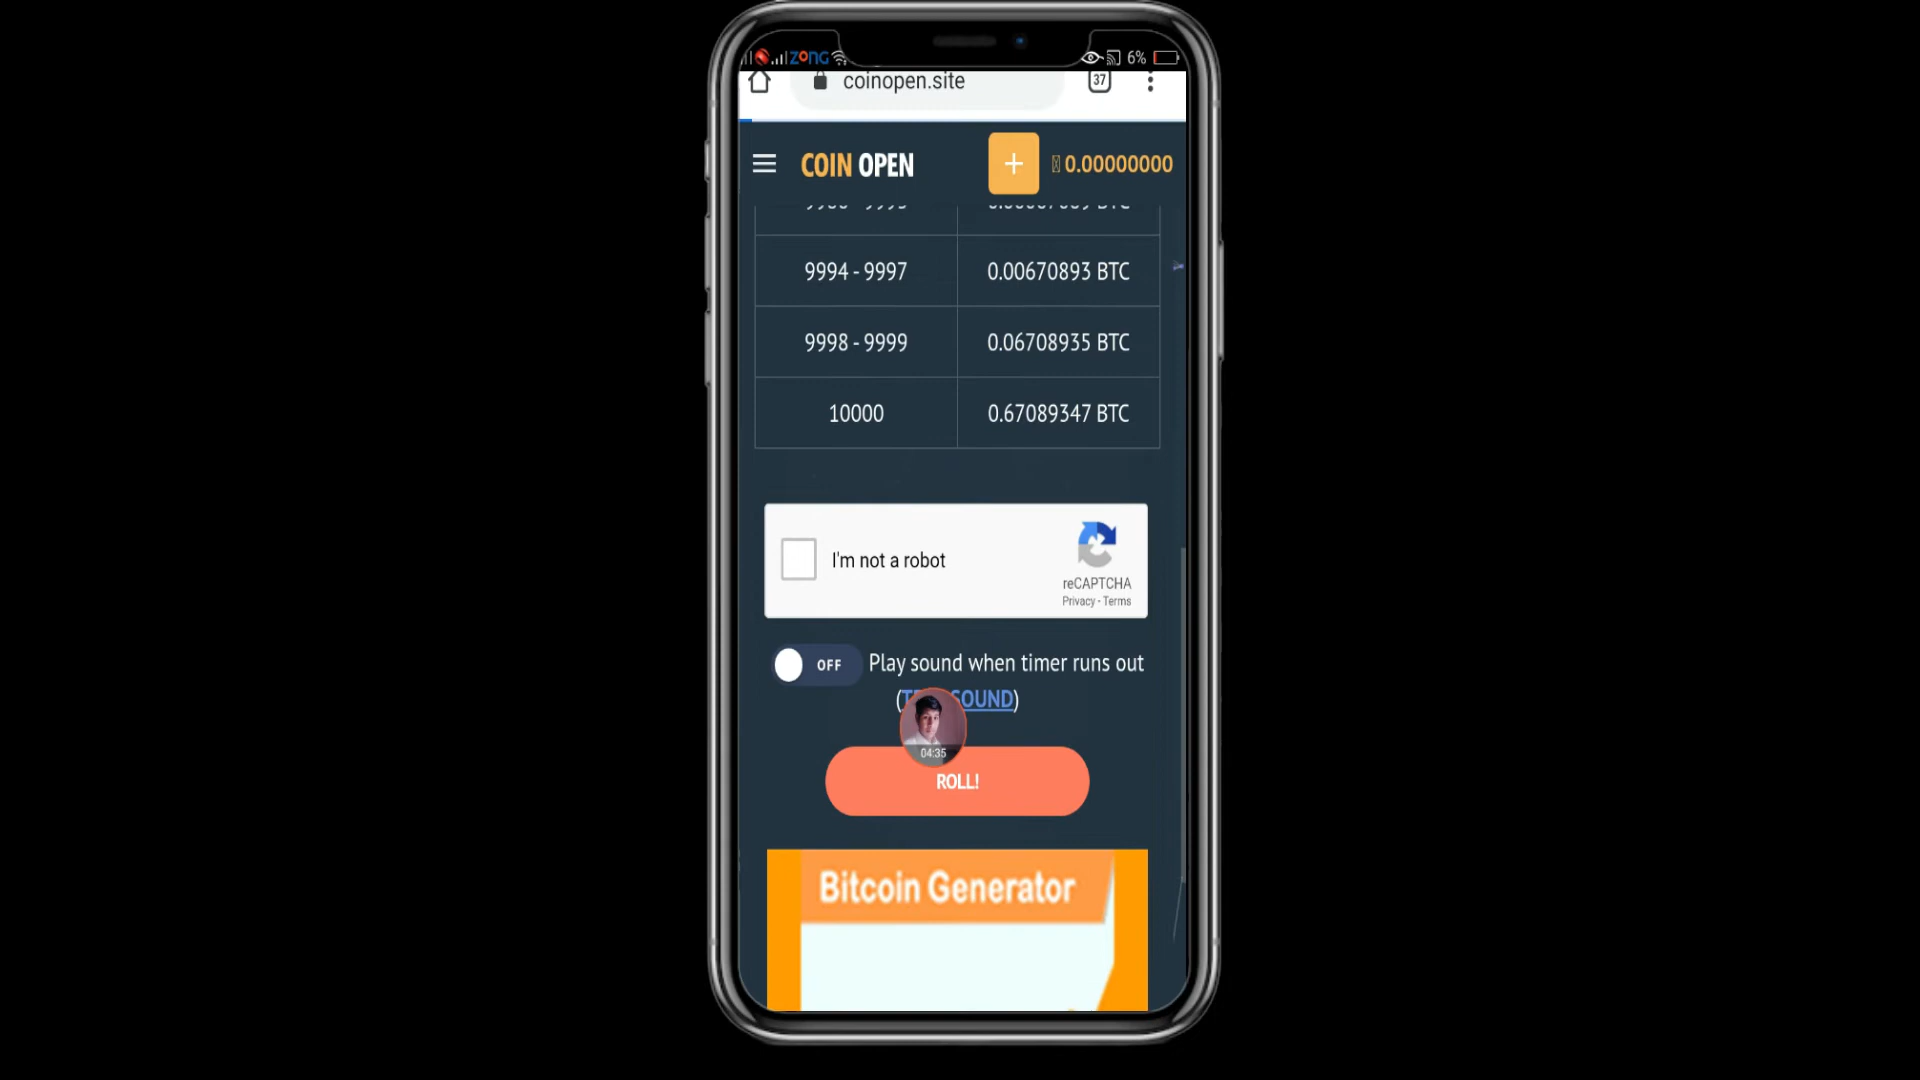 ZONG 6%
coinopen.site 37
COIN OPEN + 0.00000000
9994 - 9997 0.00670893 BTC
9998 - 9999 0.06708935 BTC
10000 0.67089347 BTC
I'm not a robot
reCAPTCHA
Privacy - Terms
OFF Play sound when timer runs out
SOUND)
04:35
ROLL!
Bitcoin Generator